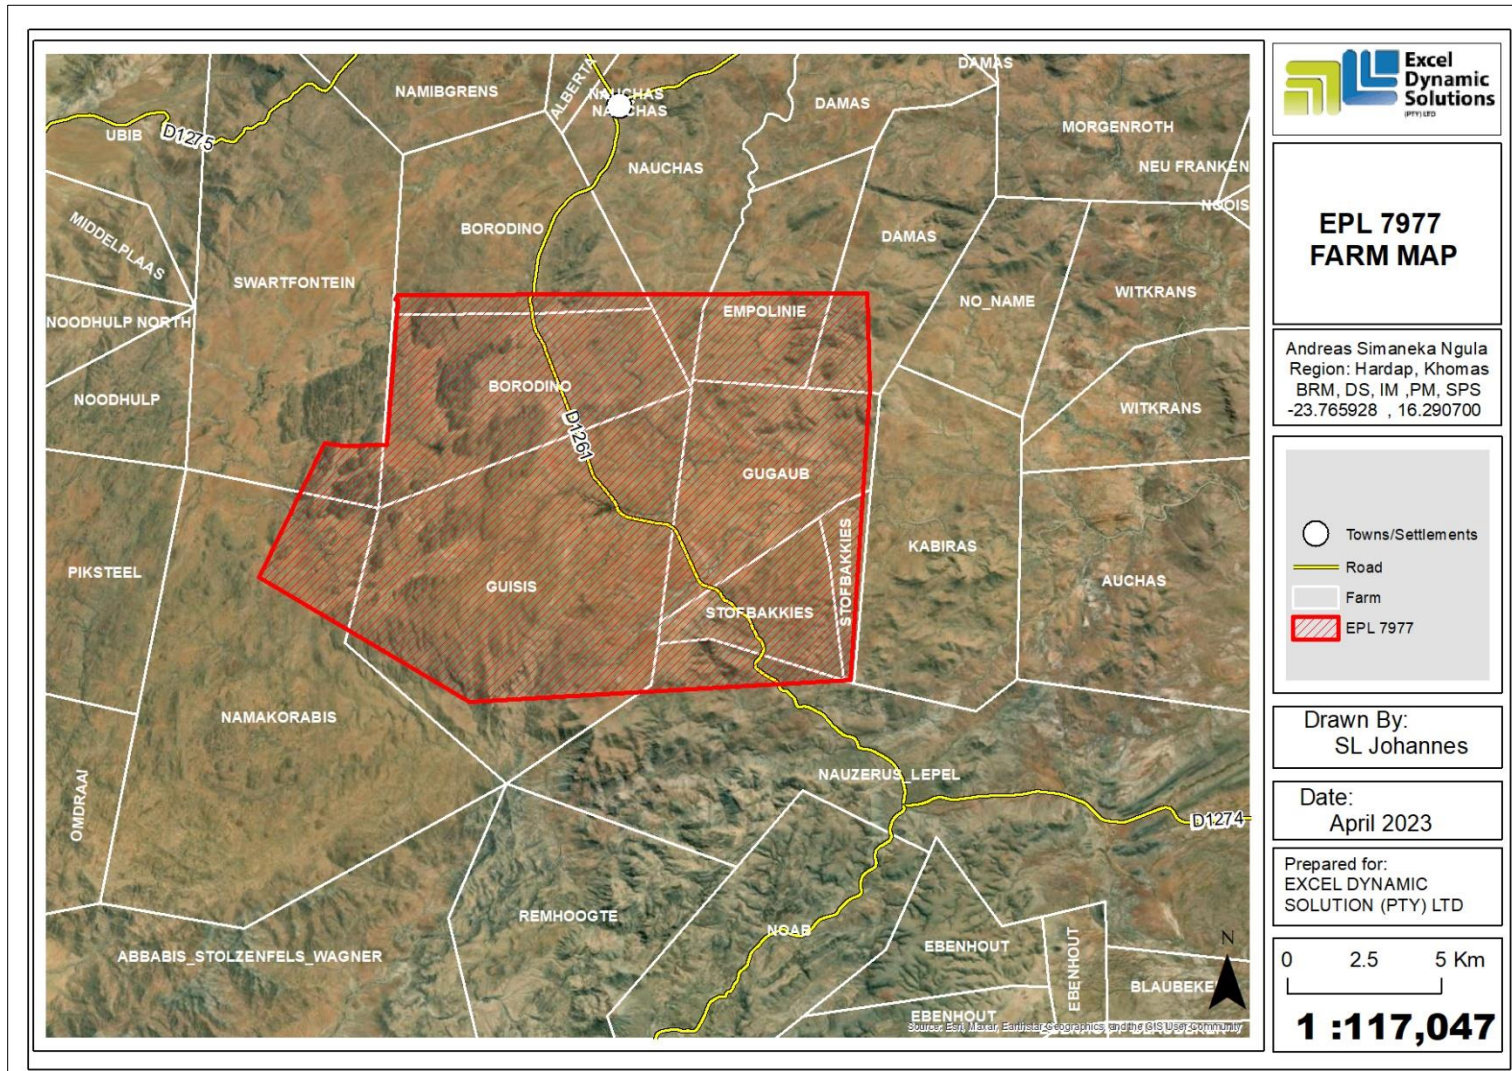 DAMAS
NAMIBGRENS
ALBERTA
NAUCHAS
NAUCHAS
DAMAS
UBIB
D1275
MORGENROTH
NAUCHAS
NEU FRANKEN
MIDDELPLAAS
BORODINO
DAMAS
SWARTFONTEIN
NO_NAME
WITKRANS
NOODHULP NORTH
EMPOLINIE
BORODINO
NOODHULP
WITKRANS
D1261
GUGAUB
STOFBAKKIES
KABIRAS
PIKSTEEL
GUISIS
AUCHAS
STOFBAKKIES
NAMAKORABIS
NAUZERUS_LEPEL
OMDRAAI
D1274
REMHOOGTE
NOAB
EBENHOUT
EBENHOUT
ABBABIS_STOLZENFELS_WAGNER
N
EBENHOUT
Source: Esri, Maxar, Earthstar Geographics, and the GIS User Community
Excel
Dynamic
Solutions
(PTY) LTD
EPL 7977
FARM MAP
Andreas Simaneka Ngula
Region: Hardap, Khomas
BRM, DS, IM ,PM, SPS
-23.765928 , 16.290700
Towns/Settlements
Road
Farm
EPL 7977
Drawn By:
SL Johannes
Date:
April 2023
Prepared for:
EXCEL DYNAMIC
SOLUTION (PTY) LTD
0 2.5 5 Km
1 :117,047